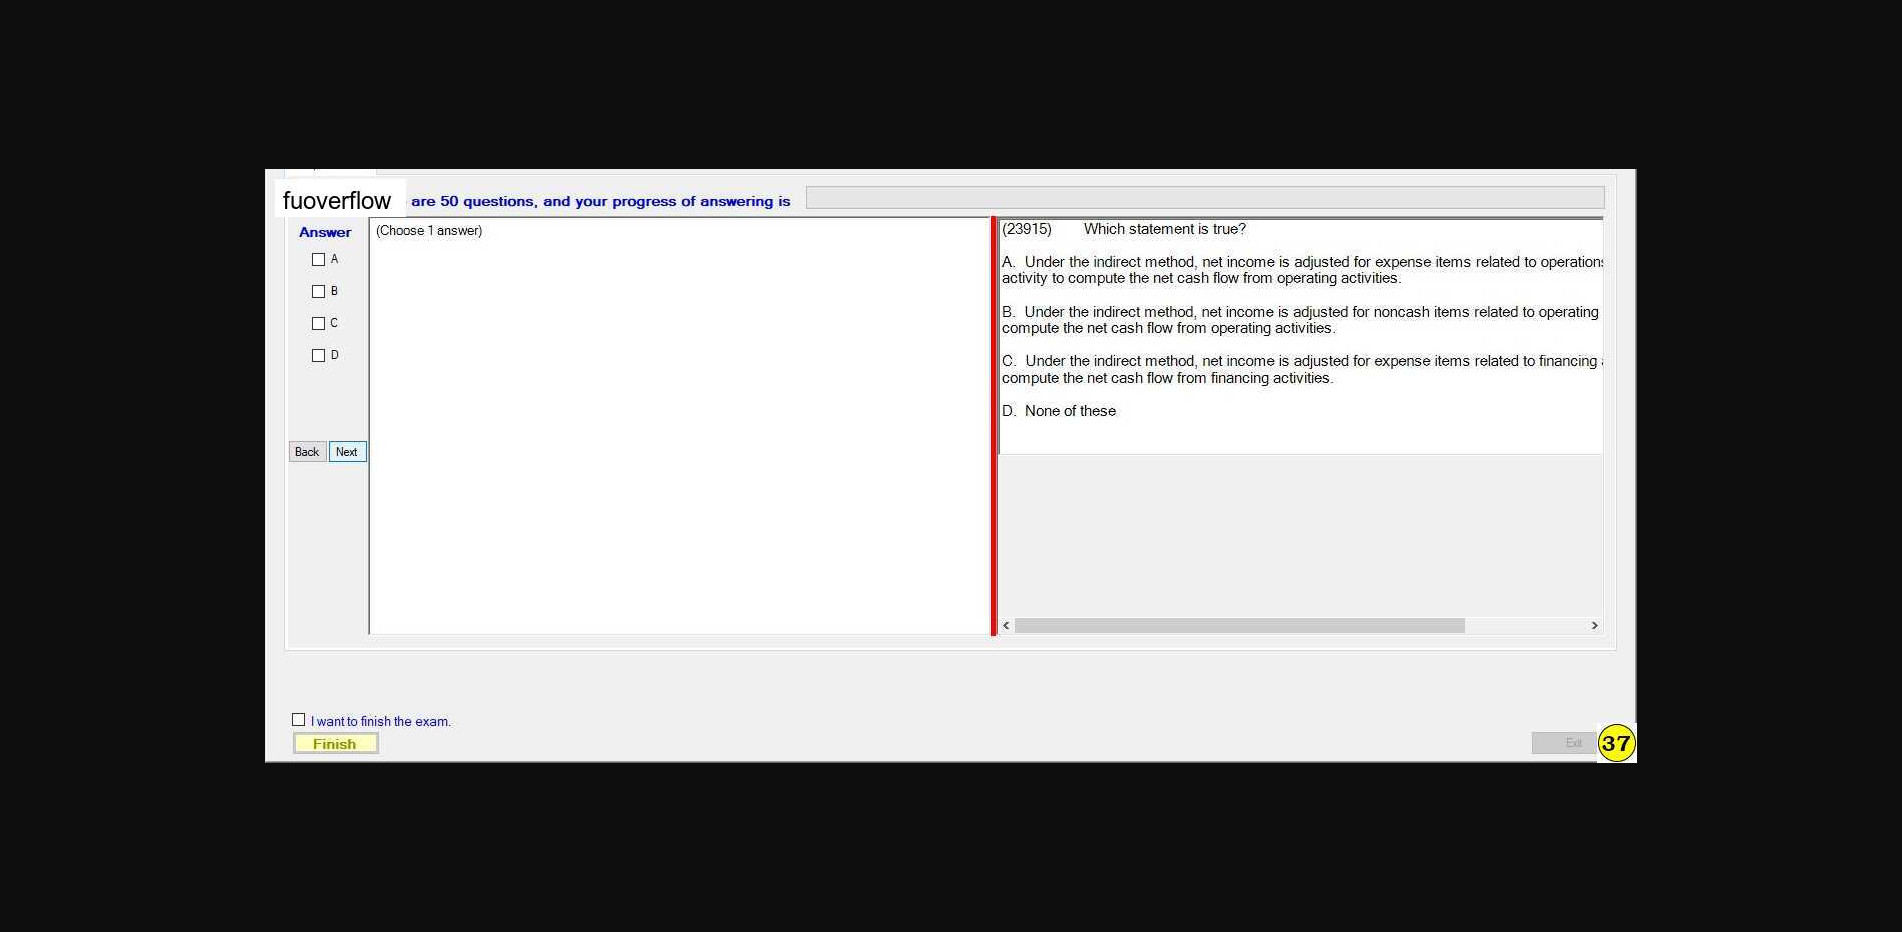 fuoverflow are 50 questions, and your progress of answering is
Answer
(Choose 1 answer)
A
B
C
D
Back Next
(23915) Which statement is true?
A. Under the indirect method, net income is adjusted for expense items related to operations
activity to compute the net cash flow from operating activities.
B. Under the indirect method, net income is adjusted for noncash items related to operating
compute the net cash flow from operating activities.
C. Under the indirect method, net income is adjusted for expense items related to financing
compute the net cash flow from financing activities.
D. None of these
I want to finish the exam.
Finish
Exit
37